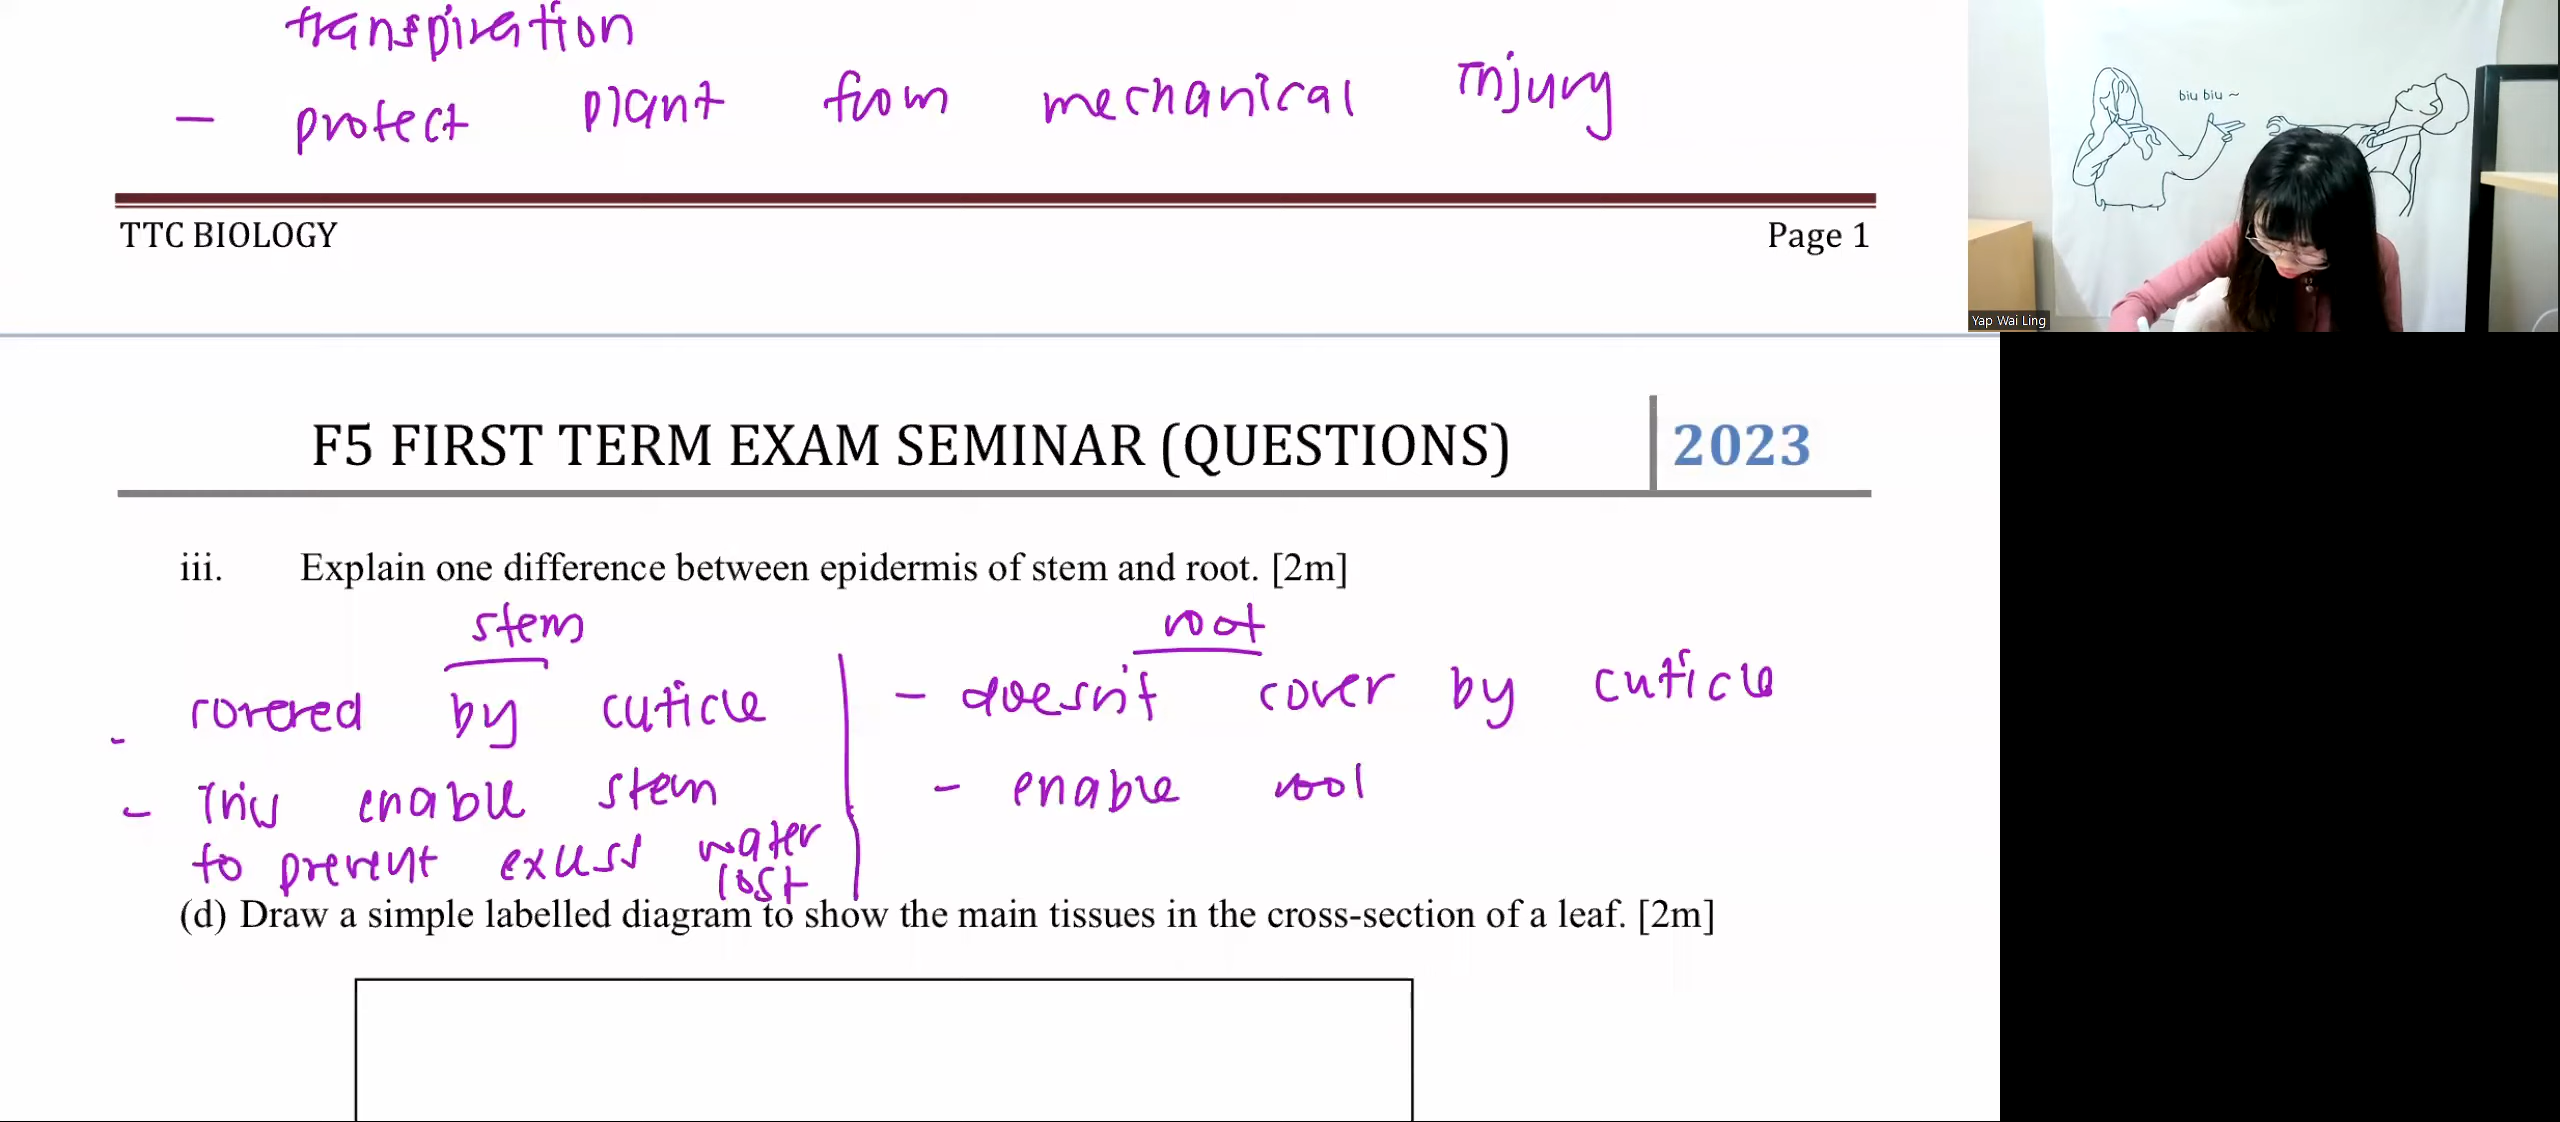 transpiration
- protect plant from mechanical injury
TTC BIOLOGY Page 1
biu biu ~
Yap Wai Ling
F5 FIRST TERM EXAM SEMINAR (QUESTIONS) 2023
iii. Explain one difference between epidermis of stem and root. [2m]
stem root
- covered by cuticle - doesn't cover by cuticle
- This enable stem - enable rool
to prevent excess water
lost
(d) Draw a simple labelled diagram to show the main tissues in the cross-section of a leaf. [2m]